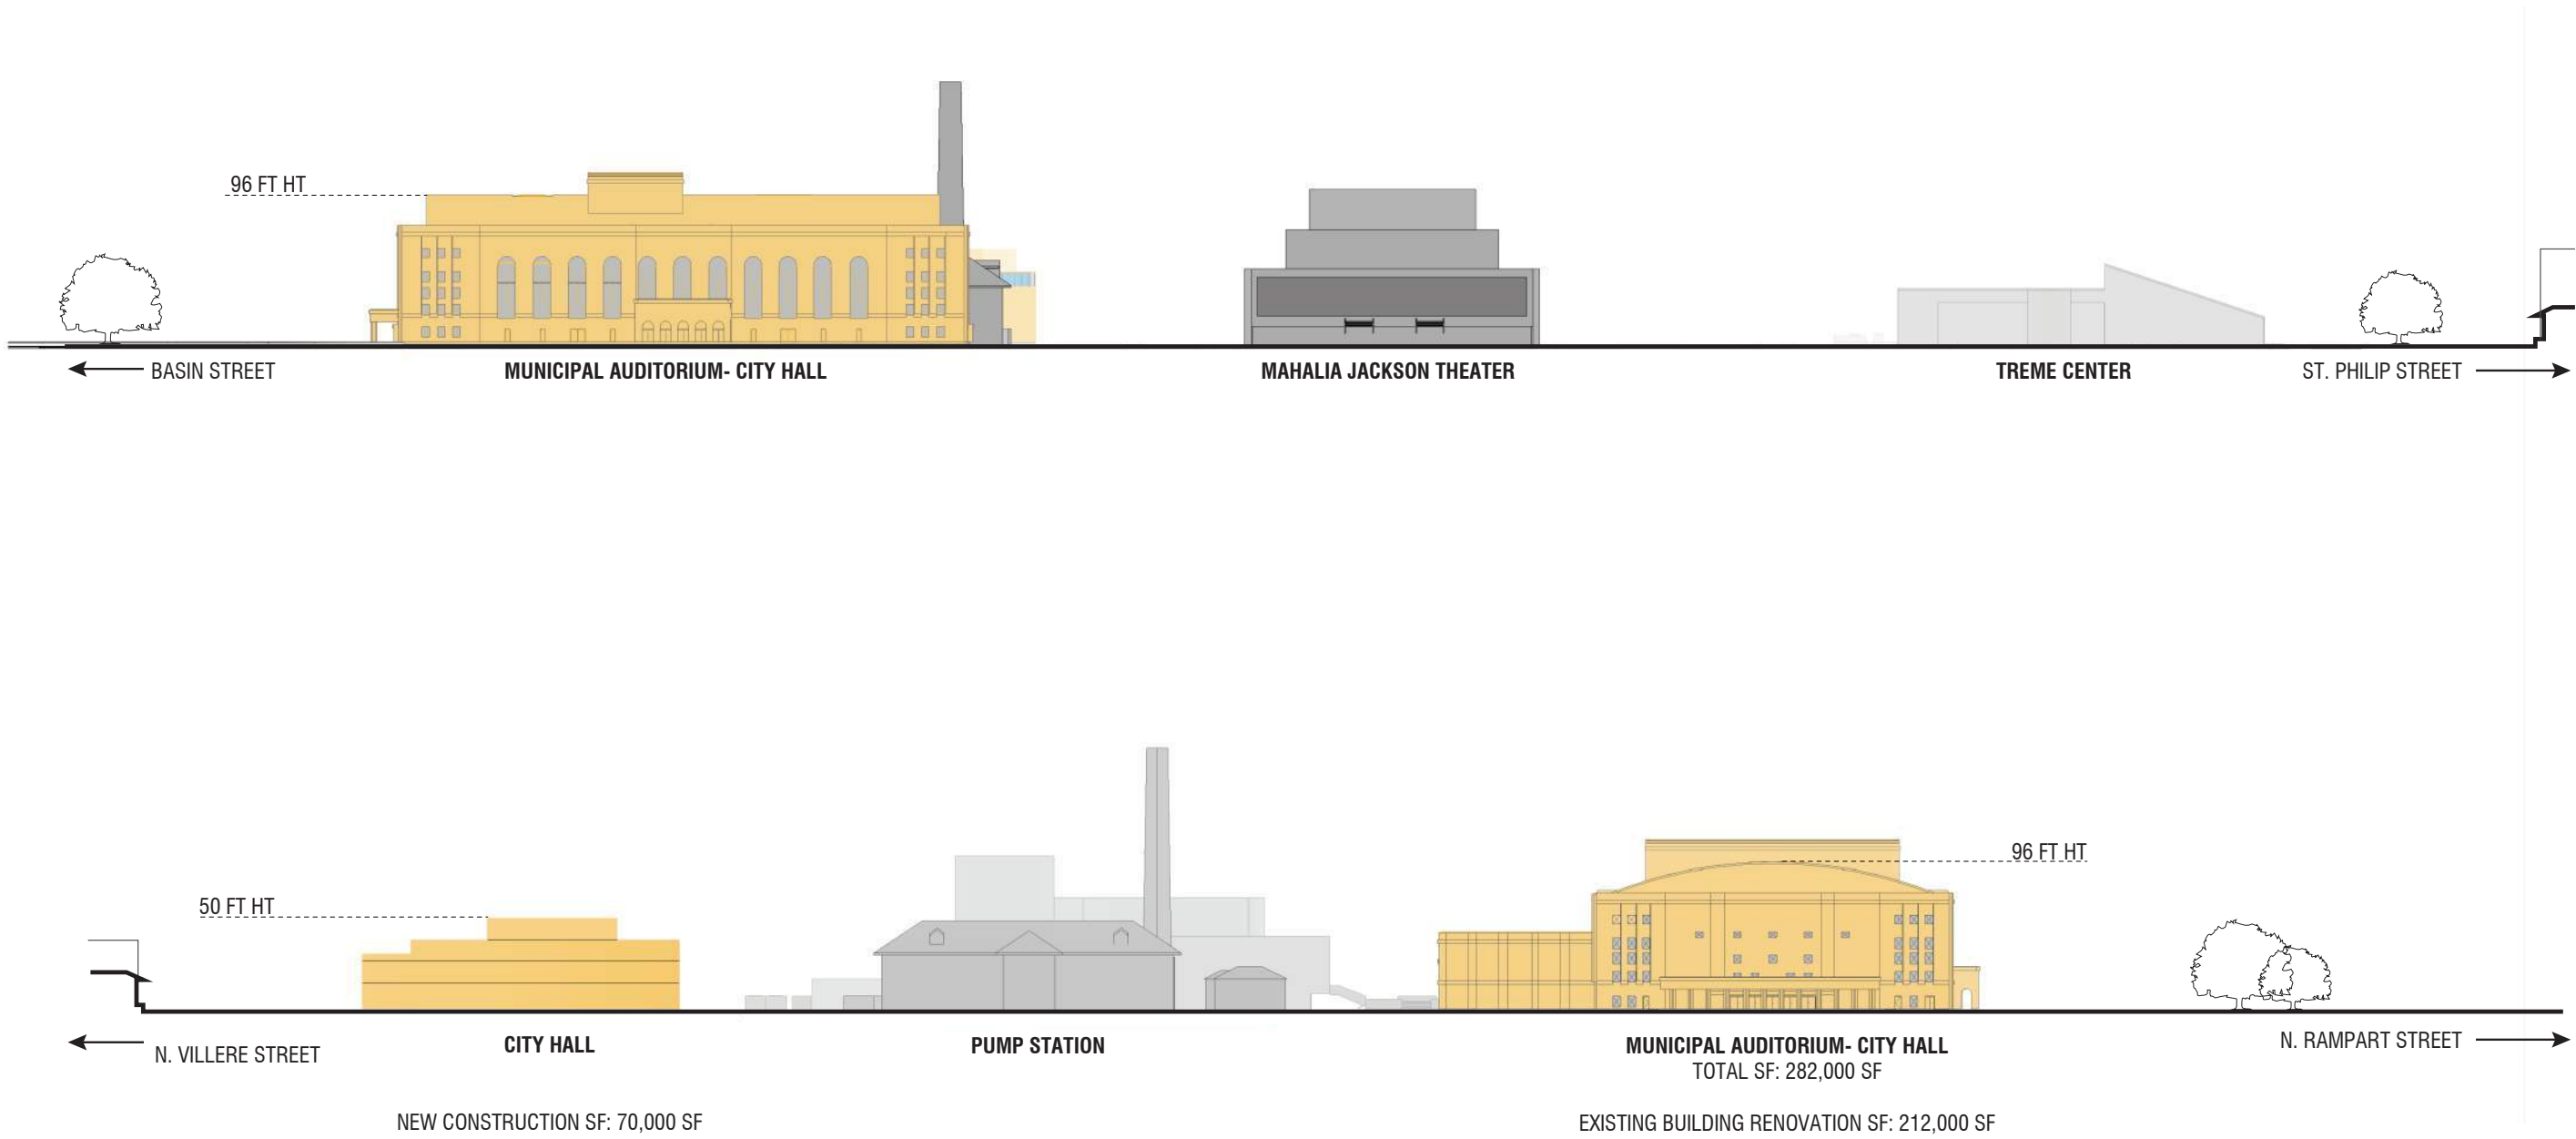 96 FT HT
BASIN STREET
MUNICIPAL AUDITORIUM- CITY HALL
MAHALIA JACKSON THEATER
TREME CENTER
ST. PHILIP STREET
50 FT HT
96 FT HT
N. VILLERE STREET
CITY HALL
PUMP STATION
MUNICIPAL AUDITORIUM- CITY HALL
TOTAL SF: 282,000 SF
N. RAMPART STREET
NEW CONSTRUCTION SF: 70,000 SF
EXISTING BUILDING RENOVATION SF: 212,000 SF